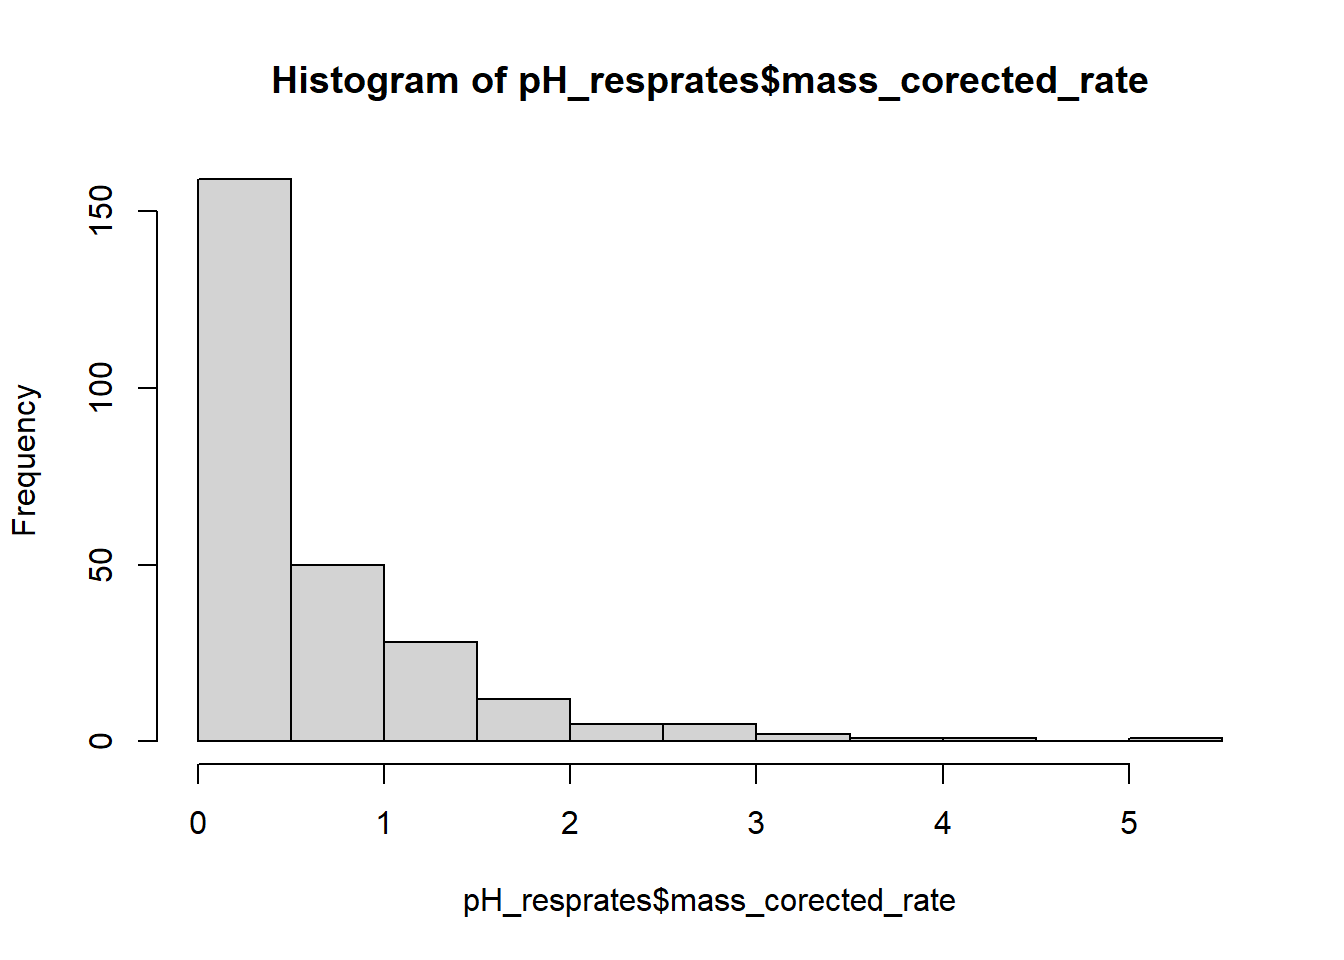 Histogram of pH_resprates$mass_corected_rate
150
100
50
0
Frequency
0 1 2 3 4 5
pH_resprates$mass_corected_rate